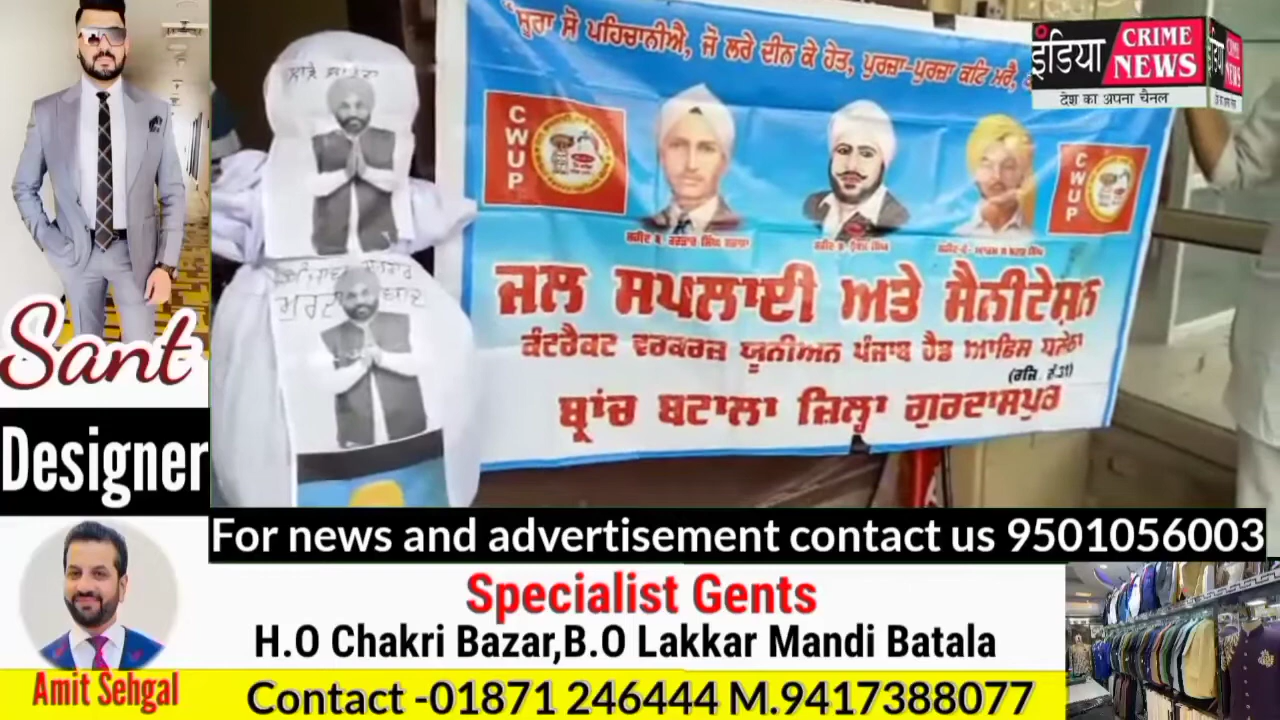 "ਸੂਰਾ ਸੋ ਪਹਿਚਾਨੀਐ, ਜੋ ਲਰੇ ਦੀਨ ਕੇ ਹੇਤ, ਪੁਰਜ਼ਾ-ਪੁਰਜ਼ਾ ਕਟਿ ਮਰੈ,
इंडिया CRIME NEWS
देश का अपना चैनल
CWUP
CWUP
ਜਲ ਸਪਲਾਈ ਅਤੇ ਸੈਨੀਟੇਸ਼ਨ
ਕੰਟਰੈਕਟ ਵਰਕਰਜ਼ ਯੂਨੀਅਨ ਪੰਜਾਬ ਹੈਡ ਆਫਿਸ
(ਰਜਿ. ਨੰ.31)
ਬ੍ਰਾਂਚ ਬਟਾਲਾ ਜ਼ਿਲ੍ਹਾ ਗੁਰਦਾਸਪੁਰ
Sant
Designer
For news and advertisement contact us 9501056003
Specialist Gents
H.O Chakri Bazar,B.O Lakkar Mandi Batala
Amit Sehgal
Contact -01871 246444 M.9417388077